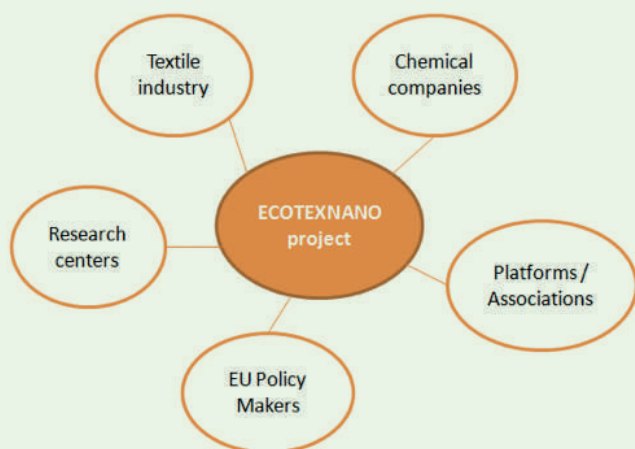 Textile
industry
Chemical
companies
ECOTEXNANO
project
Research
centers
Platforms /
Associations
EU Policy
Makers